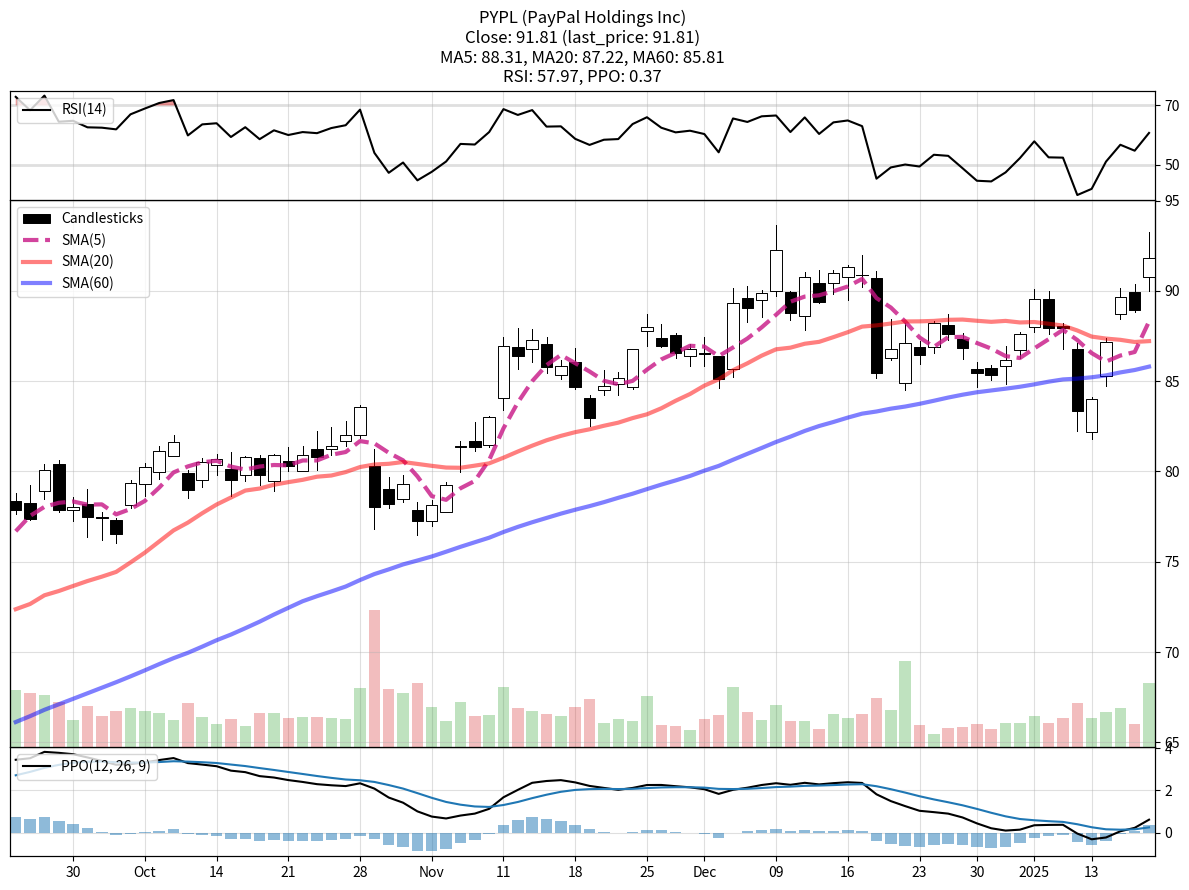 PYPL (PayPal Holdings Inc)
Close: 91.81 (last_price: 91.81)
MA5: 88.31, MA20: 87.22, MA60: 85.81
RSI: 57.97, PPO: 0.37
RSI(14)
70
50
95
Candlesticks
SMA(5)
SMA(20)
SMA(60)
90
85
80
75
70
65
4
PPO(12, 26, 9)
2
0
30 Oct 14 21 28 Nov 11 18 25 Dec 09 16 23 30 2025 13